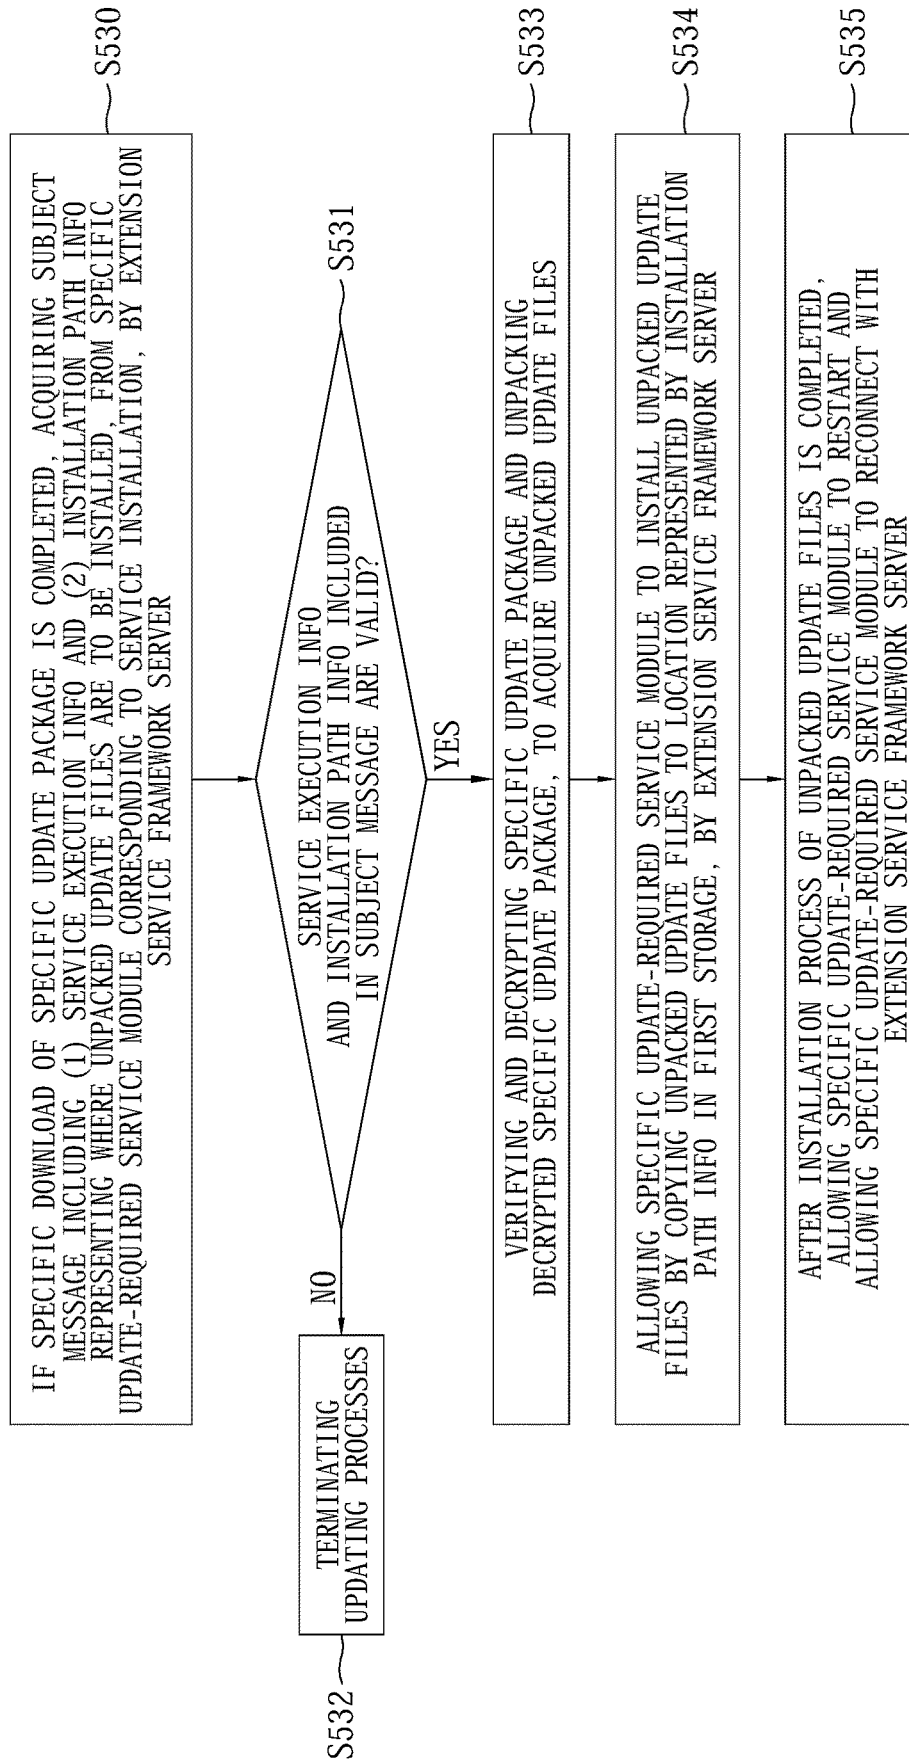 IF SPECIFIC DOWNLOAD OF SPECIFIC UPDATE PACKAGE IS COMPLETED, ACQUIRING SUBJECT
MESSAGE INCLUDING (1) SERVICE EXECUTION INFO AND (2) INSTALLATION PATH INFO
REPRESENTING WHERE UNPACKED UPDATE FILES ARE TO BE INSTALLED, FROM SPECIFIC
UPDATE-REQUIRED SERVICE MODULE CORRESPONDING TO SERVICE INSTALLATION, BY EXTENSION
SERVICE FRAMEWORK SERVER
S530
SERVICE EXECUTION INFO
AND INSTALLATION PATH INFO INCLUDED
IN SUBJECT MESSAGE ARE VALID?
S531
NO
TERMINATING
UPDATING PROCESSES
S532
YES
VERIFYING AND DECRYPTING SPECIFIC UPDATE PACKAGE AND UNPACKING
DECRYPTED SPECIFIC UPDATE PACKAGE, TO ACQUIRE UNPACKED UPDATE FILES
S533
ALLOWING SPECIFIC UPDATE-REQUIRED SERVICE MODULE TO INSTALL UNPACKED UPDATE
FILES BY COPYING UNPACKED UPDATE FILES TO LOCATION REPRESENTED BY INSTALLATION
PATH INFO IN FIRST STORAGE, BY EXTENSION SERVICE FRAMEWORK SERVER
S534
AFTER INSTALLATION PROCESS OF UNPACKED UPDATE FILES IS COMPLETED,
ALLOWING SPECIFIC UPDATE-REQUIRED SERVICE MODULE TO RESTART AND
ALLOWING SPECIFIC UPDATE-REQUIRED SERVICE MODULE TO RECONNECT WITH
EXTENSION SERVICE FRAMEWORK SERVER
S535